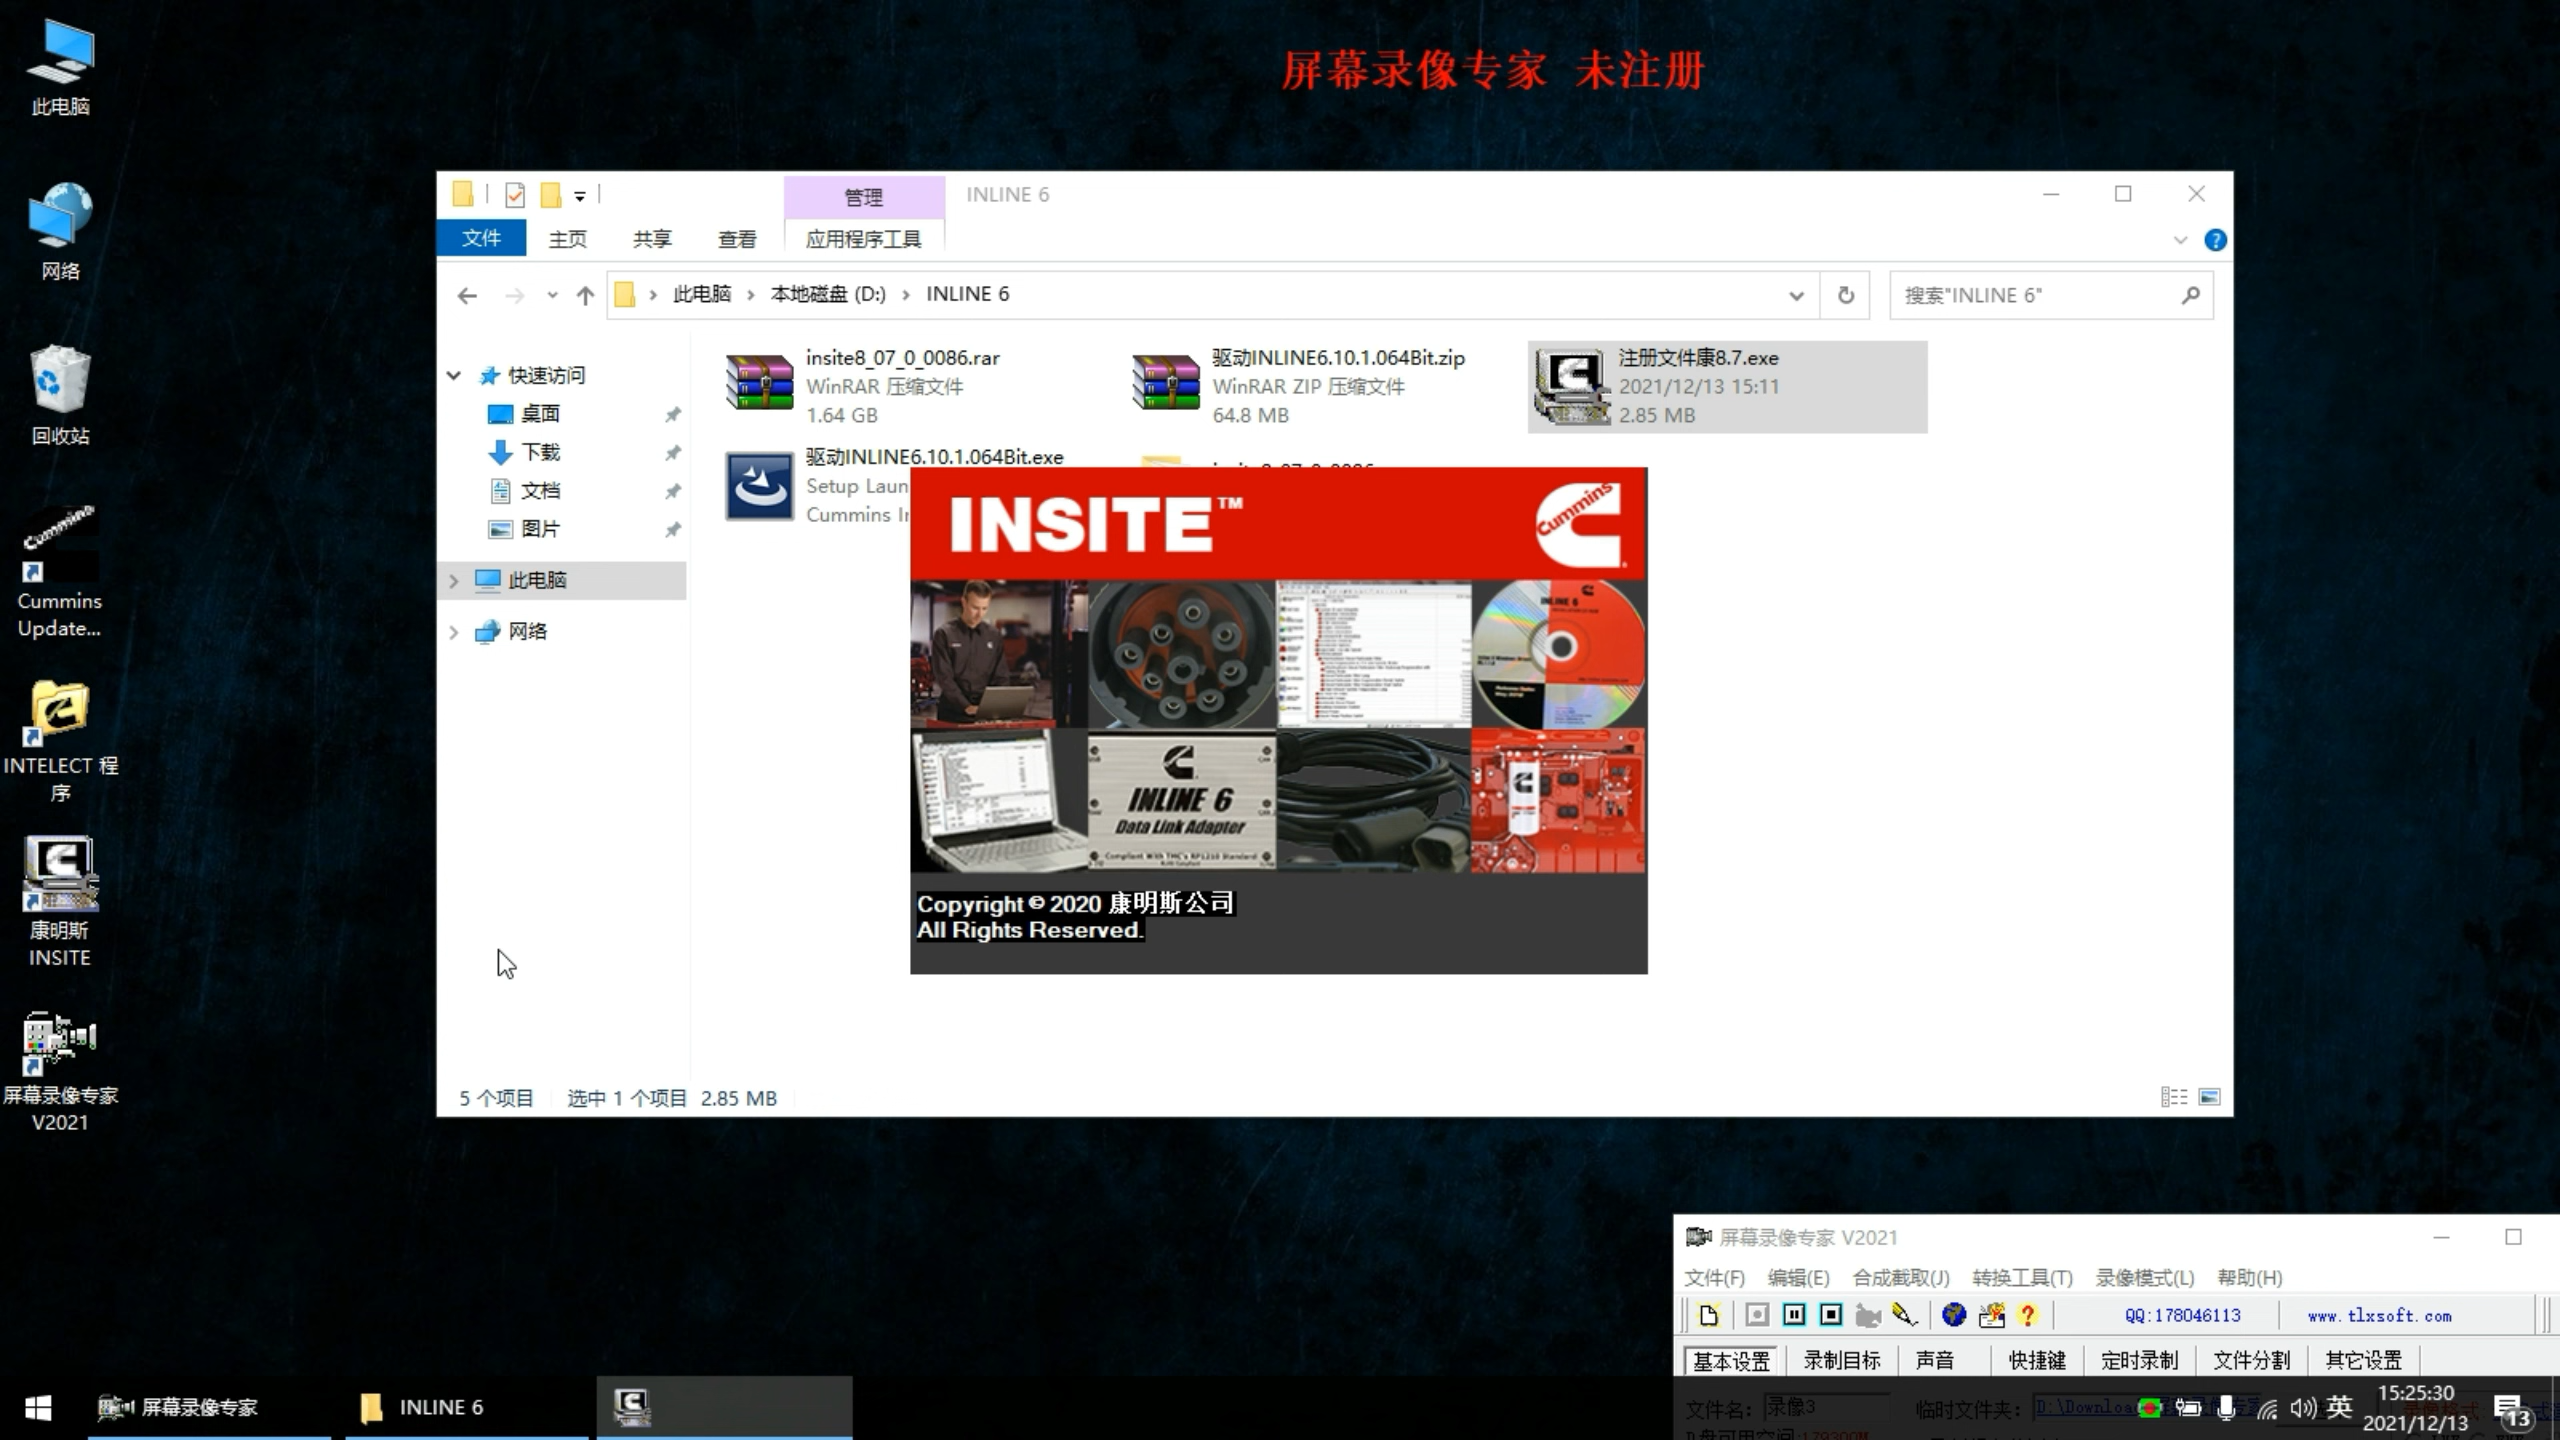 此电脑
网络
回收站
Cummins
Update...
INTELECT 程
序
康明斯
INSITE
屏幕录像专家
V2021
屏幕录像专家 未注册
管理
INLINE 6
文件
主页
共享
查看
应用程序工具
此电脑
本地磁盘 (D:)
INLINE 6
搜索"INLINE 6"
快速访问
桌面
下载
文档
图片
此电脑
网络
insite8_07_0_0086.rar
WinRAR 压缩文件
1.64 GB
驱动INLINE6.10.1.064Bit.zip
WinRAR ZIP 压缩文件
64.8 MB
注册文件康8.7.exe
2021/12/13 15:11
2.85 MB
驱动INLINE6.10.1.064Bit.exe
Setup Laun
Cummins In
INSITE™
Cummins
INLINE 6
INLINE 6
Data Link Adapter
Compliant With TMC's RP1210 Standard
Copyright © 2020 康明斯公司
All Rights Reserved.
5 个项目
选中 1 个项目 2.85 MB
屏幕录像专家 V2021
文件(F) 编辑(E) 合成截取(J) 转换工具(T) 录像模式(L) 帮助(H)
QQ:178046113
www.tlxsoft.com
基本设置 录制目标 声音 快捷键 定时录制 文件分割 其它设置
文件名: 录像3
临时文件夹:
屏幕录像专家
INLINE 6
英
15:25:30
2021/12/13
13